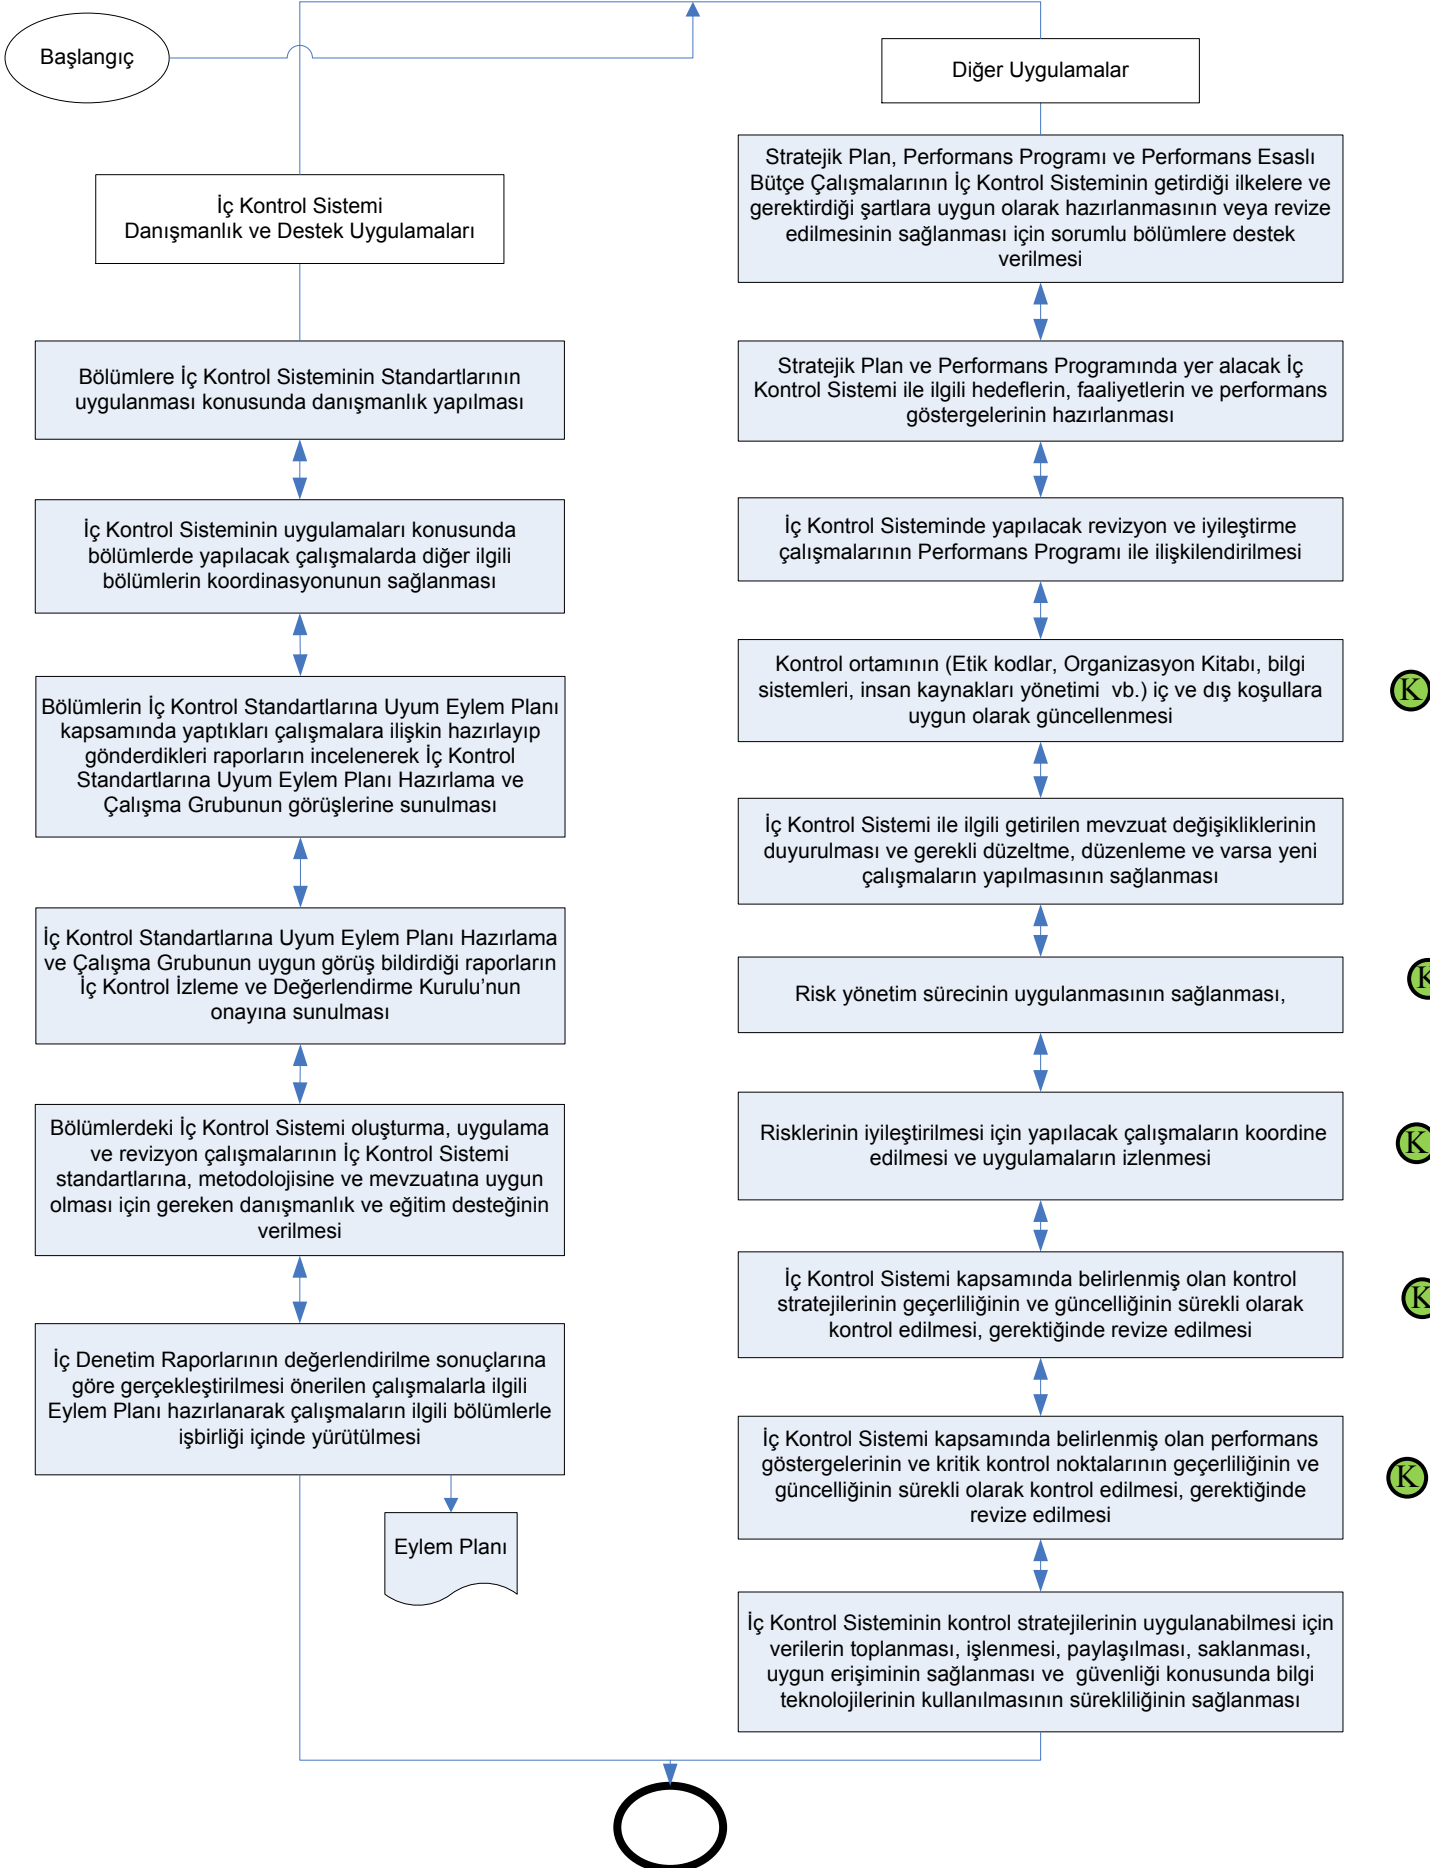 Başlangıç
İç Kontrol Sistemi
Danışmanlık ve Destek Uygulamaları
Bölümlere İç Kontrol Sisteminin Standartlarının
uygulanması konusunda danışmanlık yapılması
İç Kontrol Sisteminin uygulamaları konusunda
bölümlerde yapılacak çalışmalarda diğer ilgili
bölümlerin koordinasyonunun sağlanması
Bölümlerin İç Kontrol Standartlarına Uyum Eylem Planı
kapsamında yaptıkları çalışmalara ilişkin hazırlayıp
gönderdikleri raporların incelenerek İç Kontrol
Standartlarına Uyum Eylem Planı Hazırlama ve
Çalışma Grubunun görüşlerine sunulması
İç Kontrol Standartlarına Uyum Eylem Planı Hazırlama
ve Çalışma Grubunun uygun görüş bildirdiği raporların
İç Kontrol İzleme ve Değerlendirme Kurulu’nun
onayına sunulması
Bölümlerdeki İç Kontrol Sistemi oluşturma, uygulama
ve revizyon çalışmalarının İç Kontrol Sistemi
standartlarına, metodolojisine ve mevzuatına uygun
olması için gereken danışmanlık ve eğitim desteğinin
verilmesi
İç Denetim Raporlarının değerlendirilme sonuçlarına
göre gerçekleştirilmesi önerilen çalışmalarla ilgili
Eylem Planı hazırlanarak çalışmaların ilgili bölümlerle
işbirliği içinde yürütülmesi
Eylem Planı
Diğer Uygulamalar
Stratejik Plan, Performans Programı ve Performans Esaslı
Bütçe Çalışmalarının İç Kontrol Sisteminin getirdiği ilkelere ve
gerektirdiği şartlara uygun olarak hazırlanmasının veya revize
edilmesinin sağlanması için sorumlu bölümlere destek
verilmesi
Stratejik Plan ve Performans Programında yer alacak İç
Kontrol Sistemi ile ilgili hedeflerin, faaliyetlerin ve performans
göstergelerinin hazırlanması
İç Kontrol Sisteminde yapılacak revizyon ve iyileştirme
çalışmalarının Performans Programı ile ilişkilendirilmesi
Kontrol ortamının (Etik kodlar, Organizasyon Kitabı, bilgi
sistemleri, insan kaynakları yönetimi  vb.) iç ve dış koşullara
uygun olarak güncellenmesi
K
İç Kontrol Sistemi ile ilgili getirilen mevzuat değişikliklerinin
duyurulması ve gerekli düzeltme, düzenleme ve varsa yeni
çalışmaların yapılmasının sağlanması
Risk yönetim sürecinin uygulanmasının sağlanması,
K
Risklerinin iyileştirilmesi için yapılacak çalışmaların koordine
edilmesi ve uygulamaların izlenmesi
K
İç Kontrol Sistemi kapsamında belirlenmiş olan kontrol
stratejilerinin geçerliliğinin ve güncelliğinin sürekli olarak
kontrol edilmesi, gerektiğinde revize edilmesi
K
İç Kontrol Sistemi kapsamında belirlenmiş olan performans
göstergelerinin ve kritik kontrol noktalarının geçerliliğinin ve
güncelliğinin sürekli olarak kontrol edilmesi, gerektiğinde
revize edilmesi
K
İç Kontrol Sisteminin kontrol stratejilerinin uygulanabilmesi için
verilerin toplanması, işlenmesi, paylaşılması, saklanması,
uygun erişiminin sağlanması ve  güvenliği konusunda bilgi
teknolojilerinin kullanılmasının sürekliliğinin sağlanması